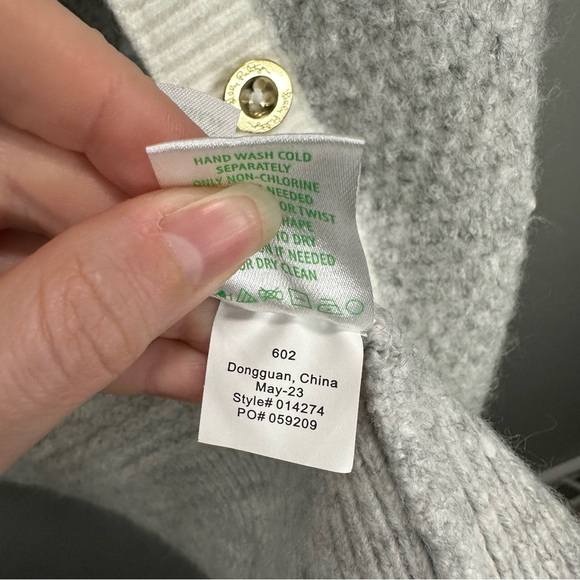 HAND WASH COLD
SEPARATELY
ONLY NON-CHLORINE
NEEDED
OR TWIST
TO DRY
IF NEEDED
OR DRY CLEAN
602
Dongguan, China
May-23
Style# 014274
PO# 059209